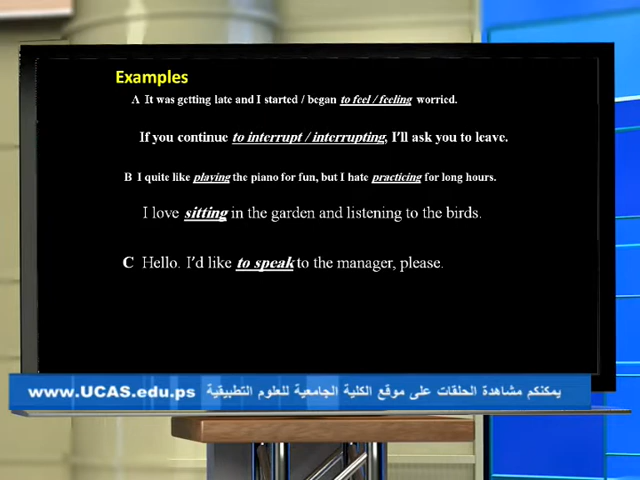 Examples
A It was getting late and I started / began to feel / feeling worried.
If you continue to interrupt / interrupting, I'll ask you to leave.
B I quite like playing the piano for fun, but I hate practicing for long hours.
I love sitting in the garden and listening to the birds.
C Hello. I'd like to speak to the manager, please.
يمكنكم مشاهدة الحلقات على موقع الكلية الجامعية للعلوم التطبيقية www.UCAS.edu.ps